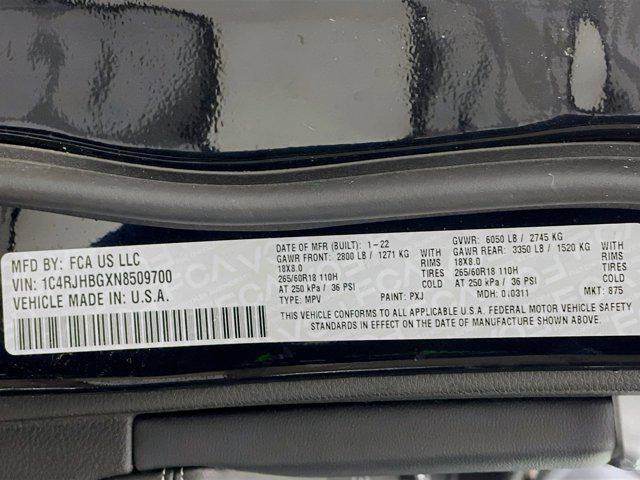 MFD BY: FCA US LLC
VIN: 1C4RJHBGXN8509700
VEHICLE MADE IN: U.S.A.
DATE OF MFR (BUILT): 1-22 GVWR: 6050 LB / 2745 KG
GAWR FRONT: 2800 LB / 1271 KG WITH GAWR REAR: 3350 LB / 1520 KG WITH
18X8.0 RIMS 18X8.0 RIMS
265/60R18 110H TIRES 265/60R18 110H TIRES
AT 250 kPa / 36 PSI COLD AT 250 kPa / 36 PSI COLD
TYPE: MPV PAINT: PXJ MDH: 0.0311 MKT: 875
THIS VEHICLE CONFORMS TO ALL APPLICABLE U.S.A. FEDERAL MOTOR VEHICLE SAFETY
STANDARDS IN EFFECT ON THE DATE OF MANUFACTURE SHOWN ABOVE.